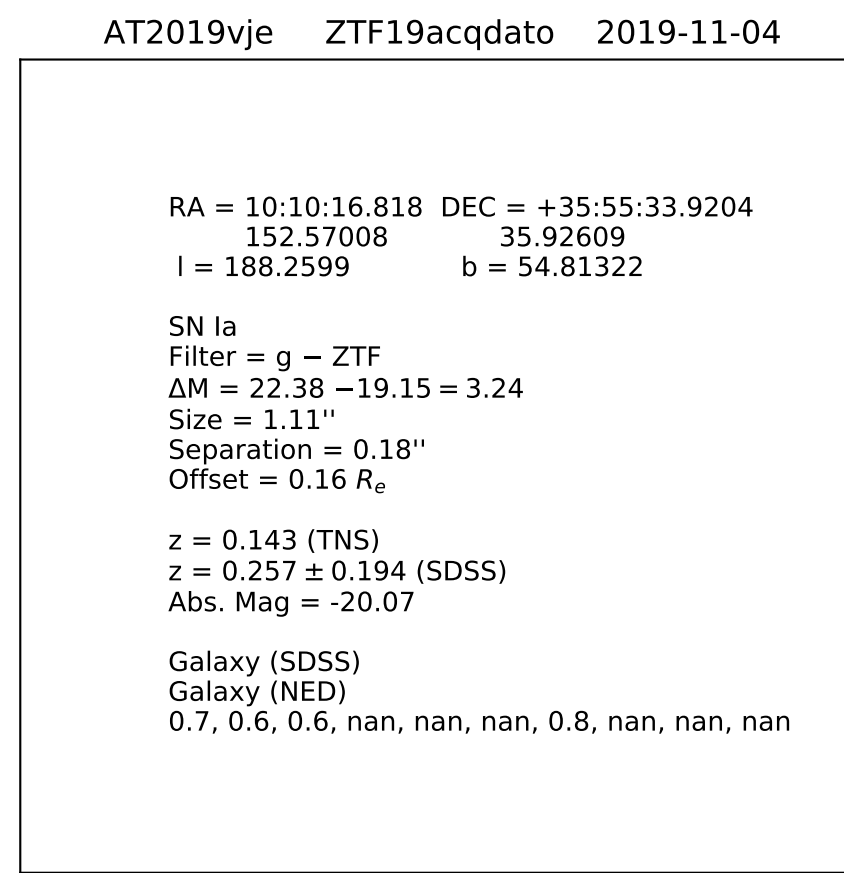 AT2019vje ZTF19acqdato 2019-11-04
RA = 10:10:16.818 DEC = +35:55:33.9204
152.57008 35.92609
l = 188.2599 b = 54.81322
SN Ia
Filter = g − ZTF
ΔM = 22.38 −19.15 = 3.24
Size = 1.11''
Separation = 0.18''
Offset = 0.16 Re
z = 0.143 (TNS)
z = 0.257 ± 0.194 (SDSS)
Abs. Mag = -20.07
Galaxy (SDSS)
Galaxy (NED)
0.7, 0.6, 0.6, nan, nan, nan, 0.8, nan, nan, nan